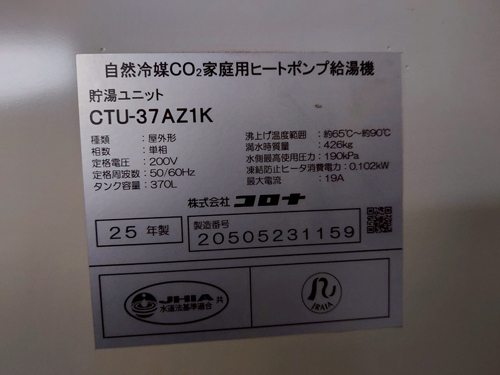 自然冷媒CO₂家庭用ヒートポンプ給湯機
貯湯ユニット
CTU-37AZ1K
種類 : 屋外形
相数 : 単相
定格電圧 : 200V
定格周波数 : 50/60Hz
タンク容量 : 370L
沸上げ温度範囲 : 約65℃~約90℃
満水時質量 : 426kg
水側最高使用圧力 : 190kPa
凍結防止ヒータ消費電力 : 0.102kW
最大電流 : 19A
株式会社 コロナ
25 年製
製造番号
20505231159
JHIA R
水道法基準適合
JRAIA